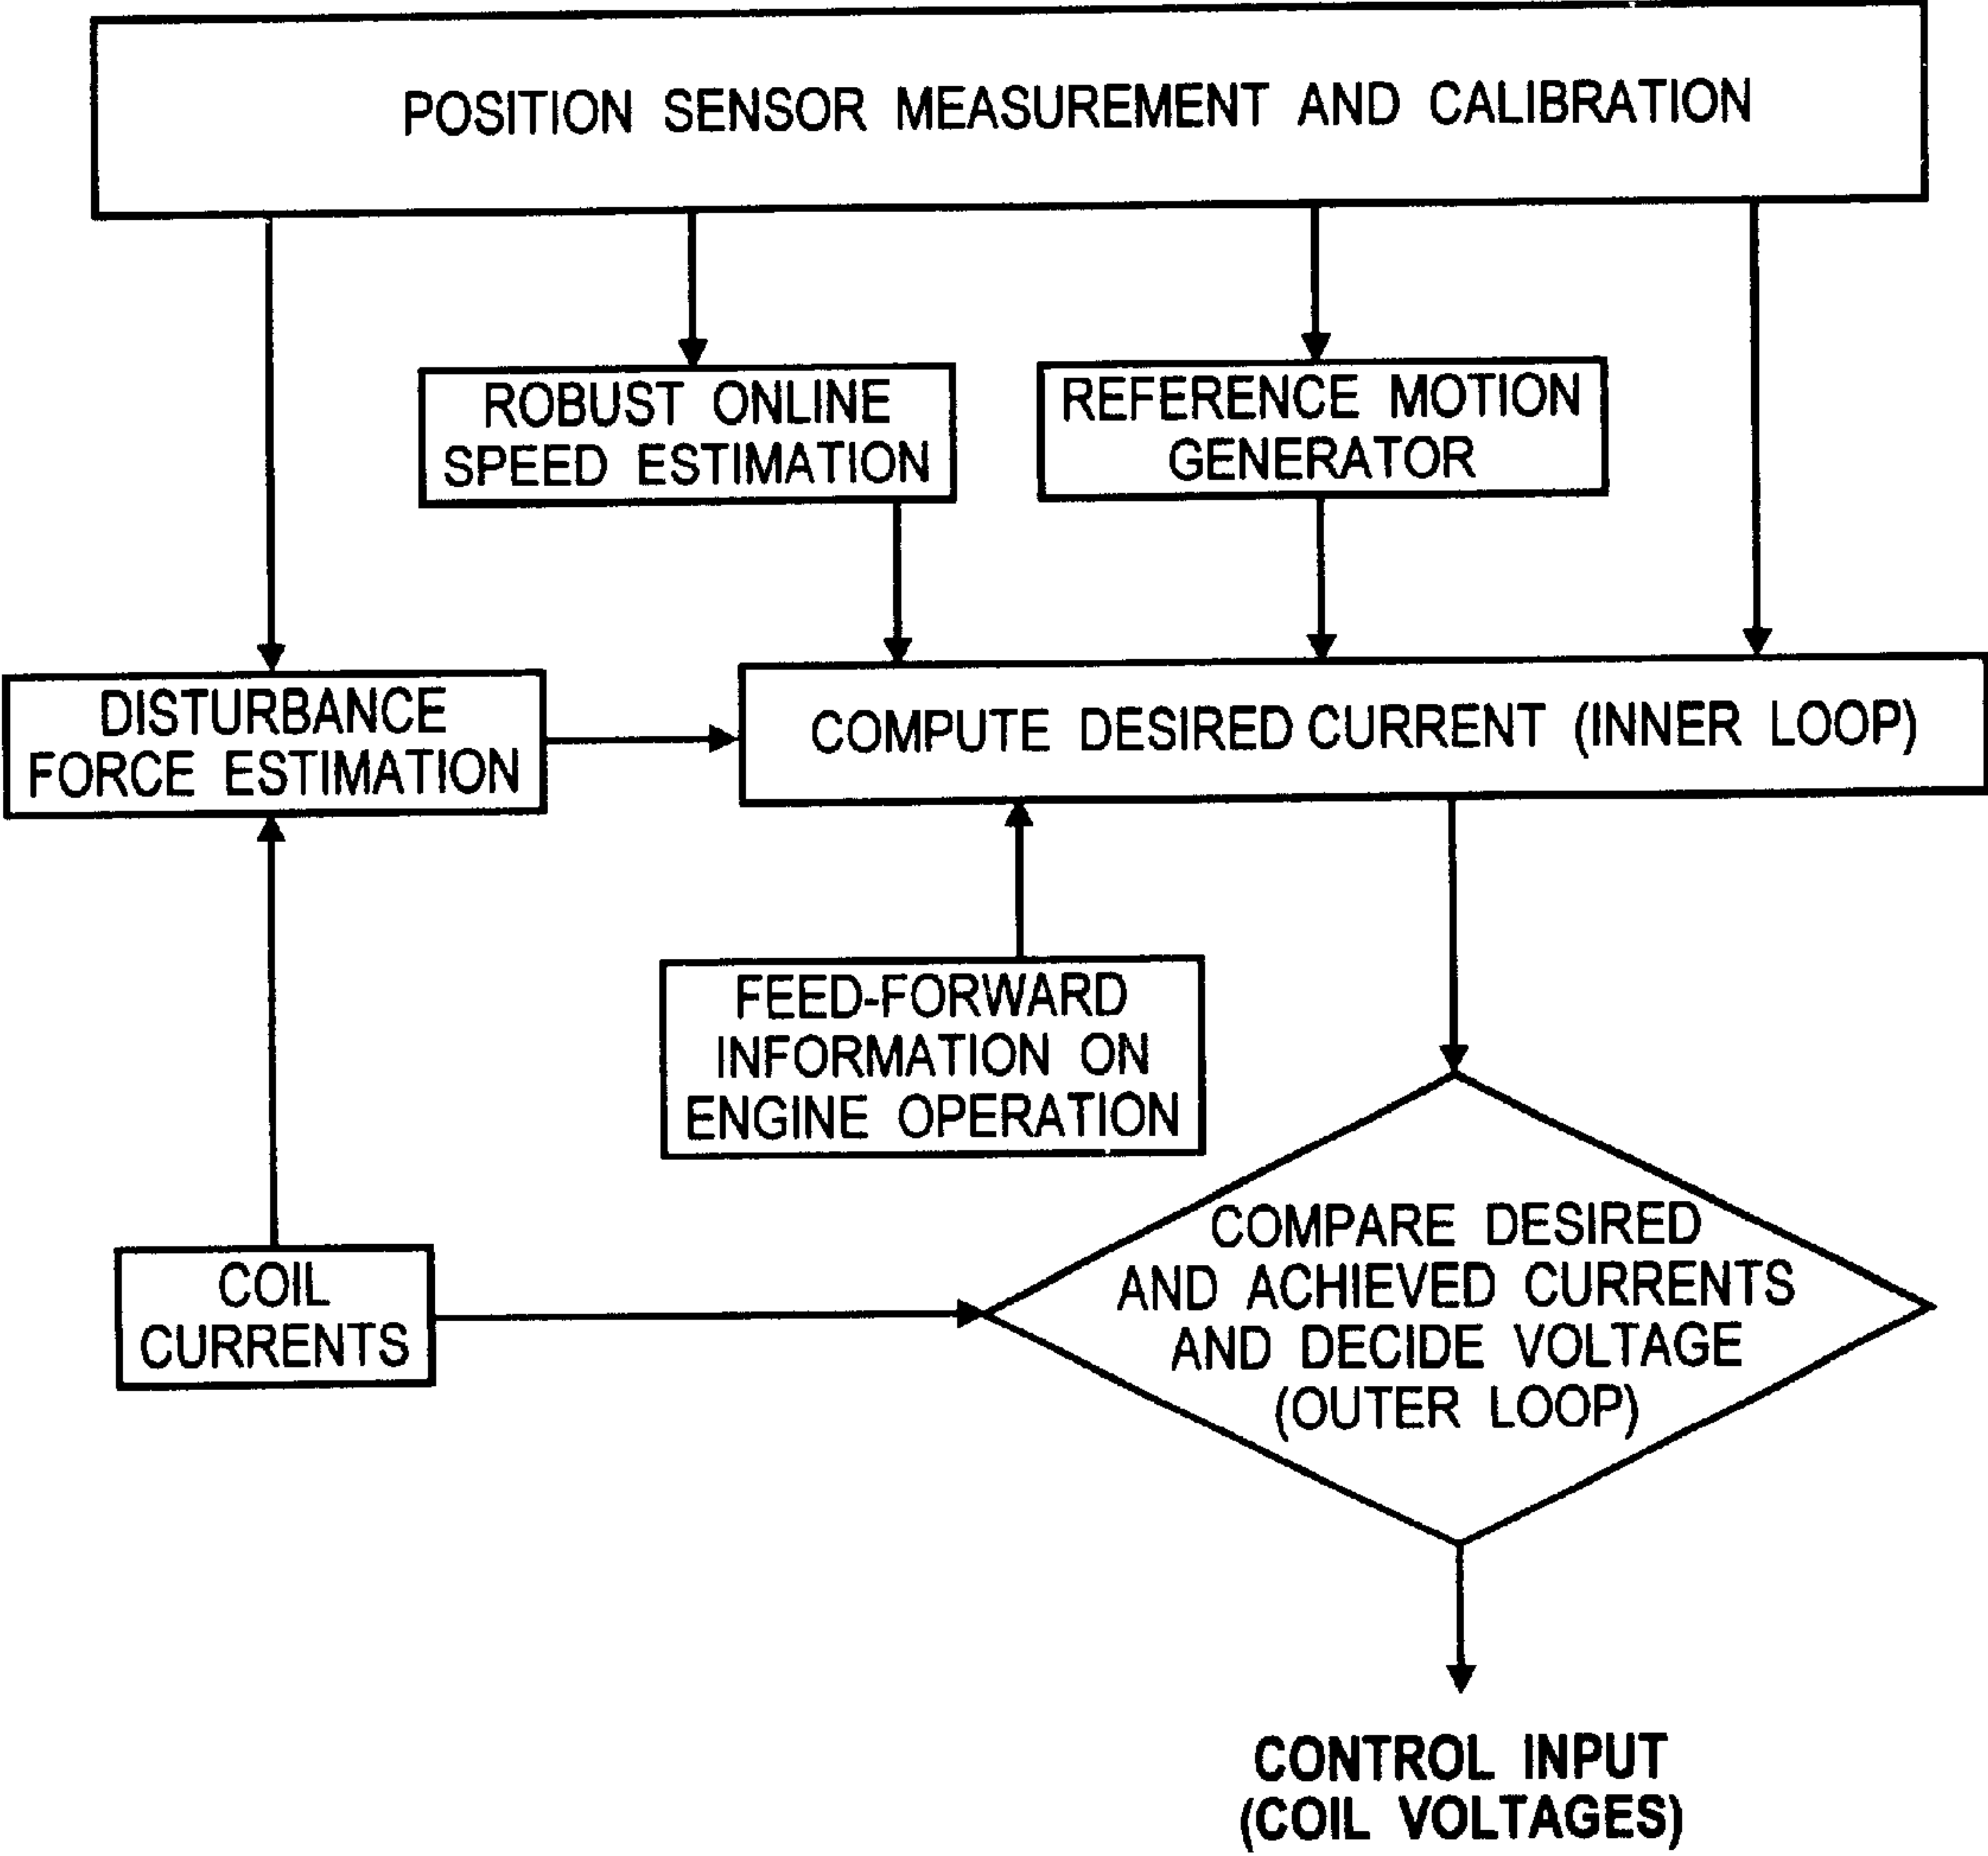 POSITION SENSOR MEASUREMENT AND CALIBRATION
ROBUST ONLINE
SPEED ESTIMATION
REFERENCE MOTION
GENERATOR
DISTURBANCE
FORCE ESTIMATION
COMPUTE DESIRED CURRENT (INNER LOOP)
FEED-FORWARD
INFORMATION ON
ENGINE OPERATION
COIL
CURRENTS
COMPARE DESIRED
AND ACHIEVED CURRENTS
AND DECIDE VOLTAGE
(OUTER LOOP)
CONTROL INPUT
(COIL VOLTAGES)